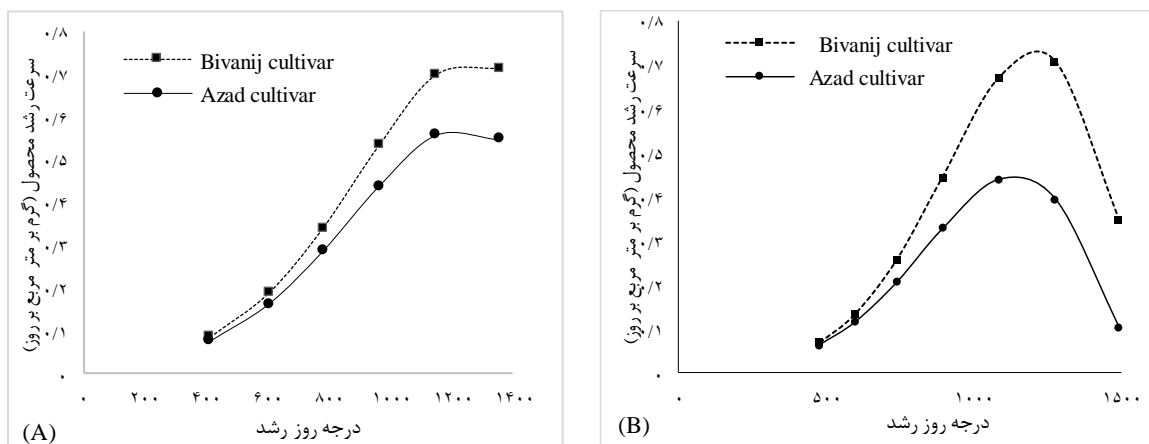 سرعت رشد محصول (گرم بر متر مربع بر روز)
۰/۸
۰/۷
۰/۶
۰/۵
۰/۴
۰/۳
۰/۲
۰/۱
۰
Bivanij cultivar
Azad cultivar
۰ ۲۰۰ ۴۰۰ ۶۰۰ ۸۰۰ ۱۰۰۰ ۱۲۰۰ ۱۴۰۰
درجه روز رشد
(A)
سرعت رشد محصول (گرم بر متر مربع بر روز)
۰/۸
۰/۷
۰/۶
۰/۵
۰/۴
۰/۳
۰/۲
۰/۱
۰
Bivanij cultivar
Azad cultivar
۰ ۵۰۰ ۱۰۰۰ ۱۵۰۰
درجه روز رشد
(B)